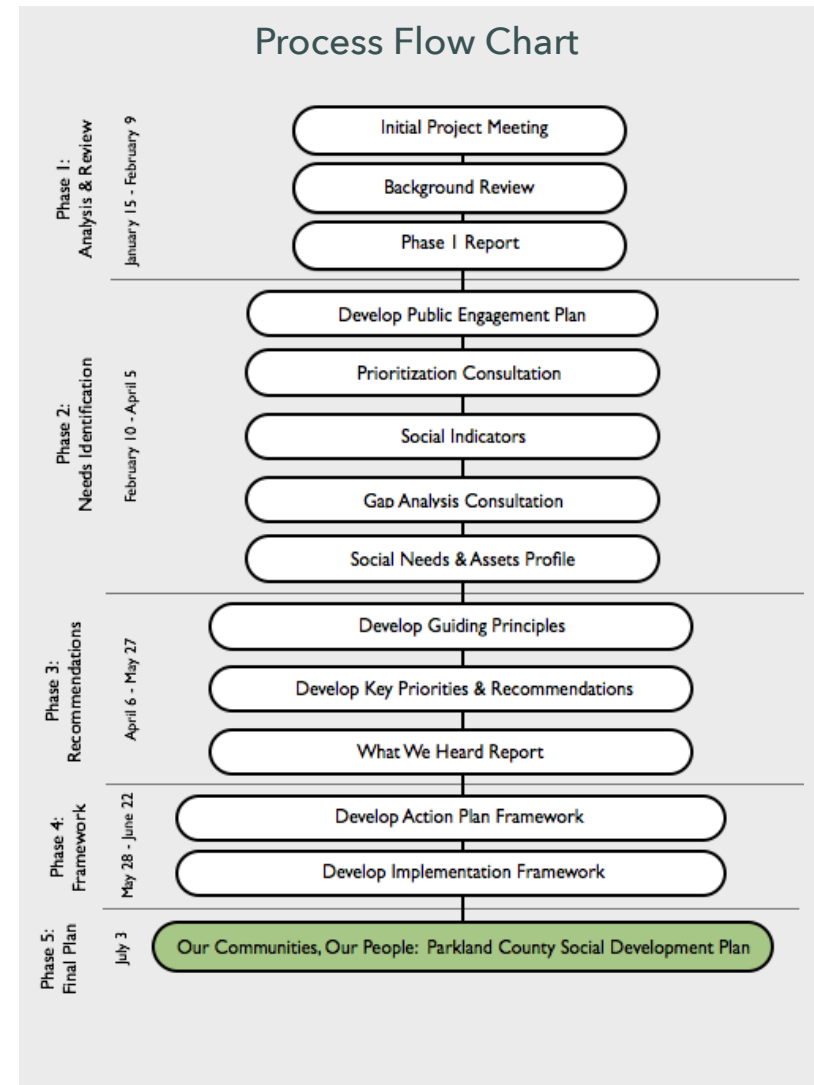 Process Flow Chart
Phase 1:
Analysis & Review
January 15 - February 9
Initial Project Meeting
Background Review
Phase 1 Report
Phase 2:
Needs Identification
February 10 - April 5
Develop Public Engagement Plan
Prioritization Consultation
Social Indicators
Gap Analysis Consultation
Social Needs & Assets Profile
Phase 3:
Recommendations
April 6 - May 27
Develop Guiding Principles
Develop Key Priorities & Recommendations
What We Heard Report
Phase 4:
Framework
May 28 - June 22
Develop Action Plan Framework
Develop Implementation Framework
Phase 5:
Final Plan
July 3
Our Communities, Our People: Parkland County Social Development Plan